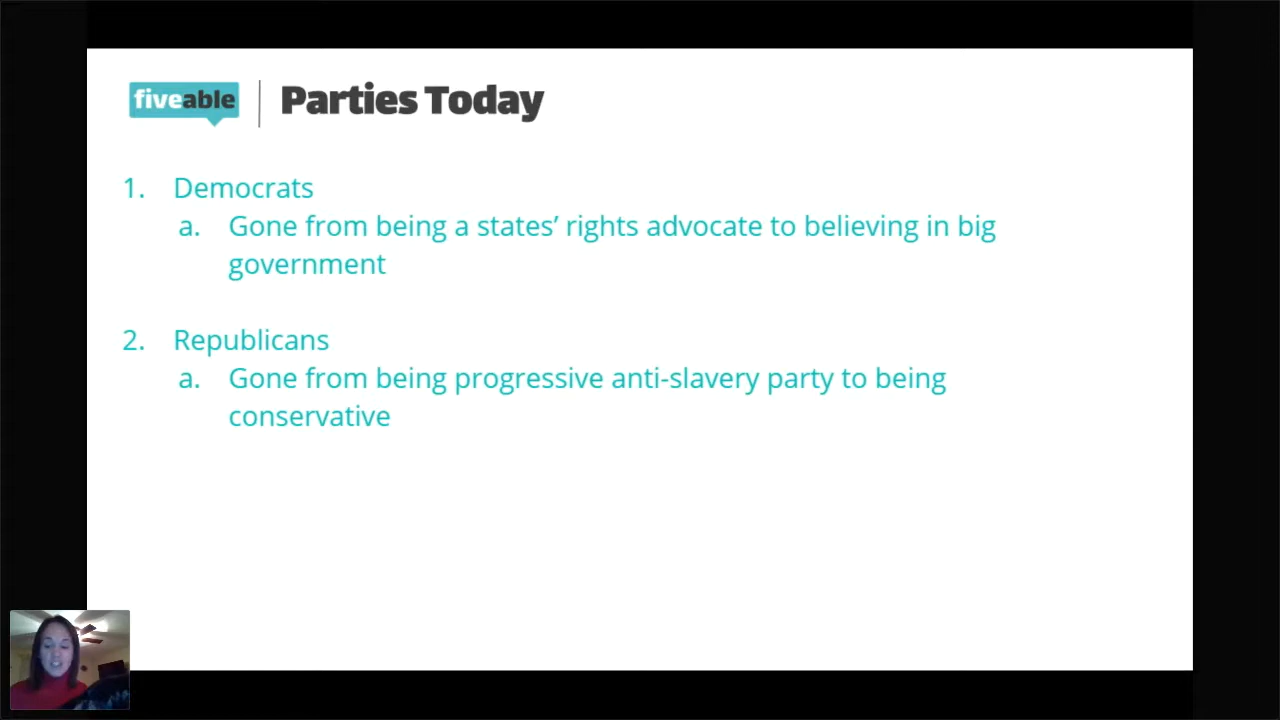 fiveable
Parties Today
1. Democrats
a. Gone from being a states’ rights advocate to believing in big
government
2. Republicans
a. Gone from being progressive anti-slavery party to being
conservative